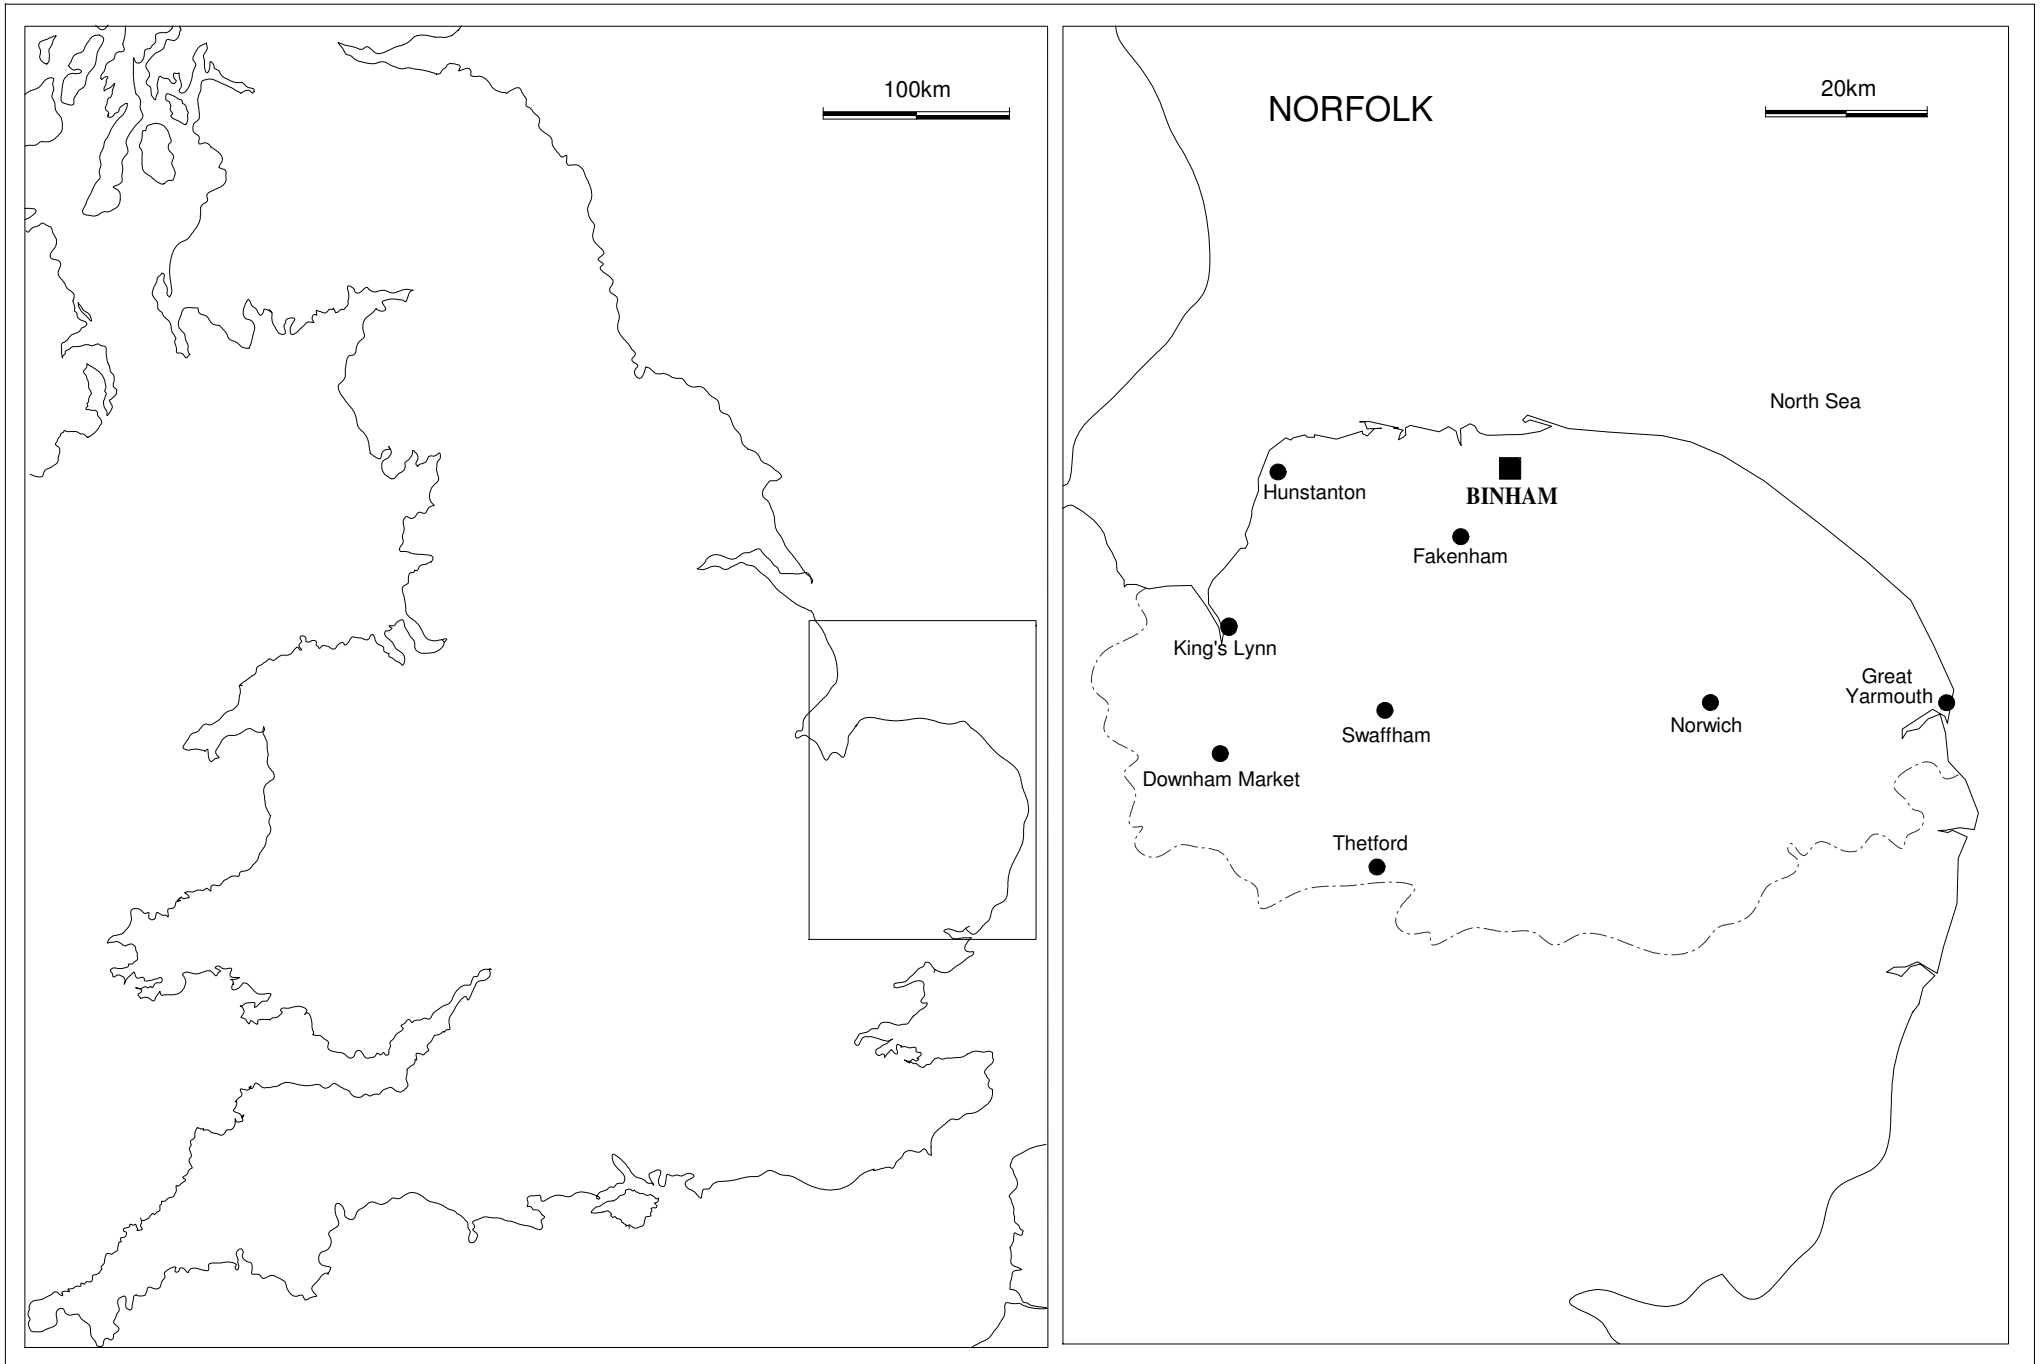 100km
NORFOLK
20km
North Sea
Hunstanton
BINHAM
Fakenham
King's Lynn
Great
Yarmouth
Swaffham
Norwich
Downham Market
Thetford